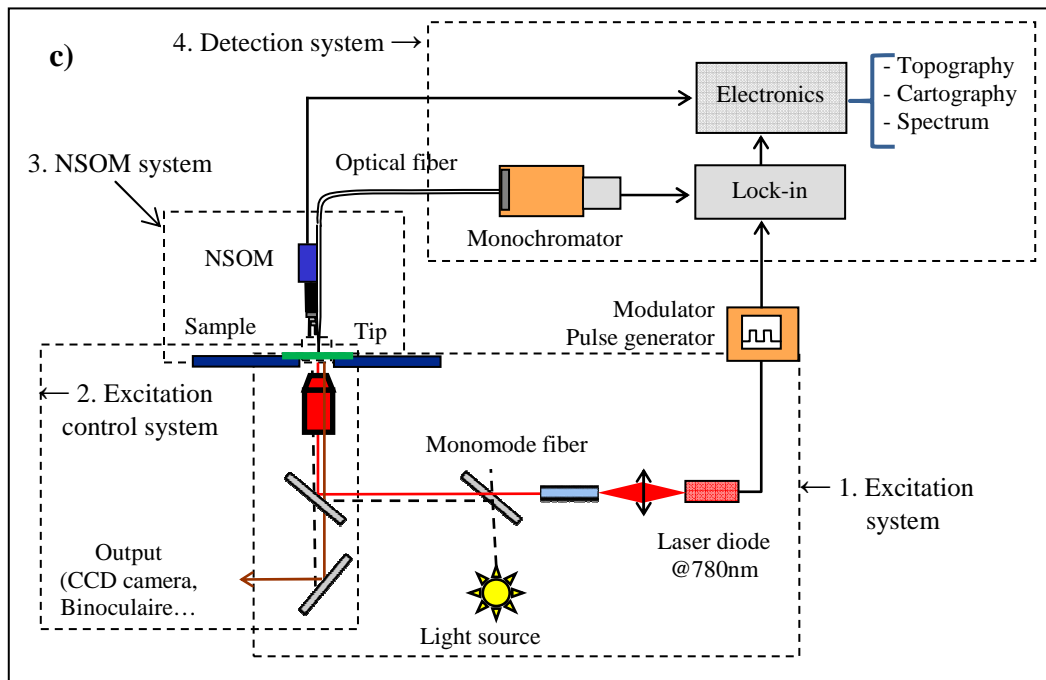 c)
4. Detection system →
Electronics
- Topography
- Cartography
- Spectrum
3. NSOM system
Optical fiber
Lock-in
Monochromator
NSOM
Modulator
Pulse generator
Sample
Tip
← 2. Excitation
control system
Monomode fiber
← 1. Excitation
system
Laser diode
@780nm
Output
(CCD camera,
Binoculaire…
Light source